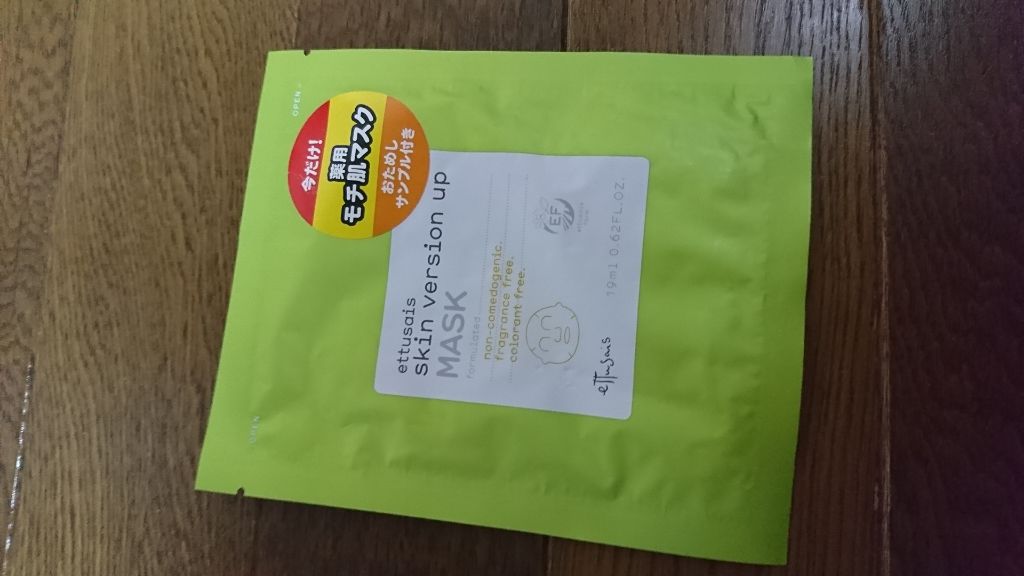 OPEN
OPEN
今だけ!
薬用
モチ肌マスク
おためし
サンプル付き
ettusais
skin version up
MASK
formulated
non-comedogenic.
fragrance free.
colorant free.
EF
ettusais
19ml 0.62FL.OZ.